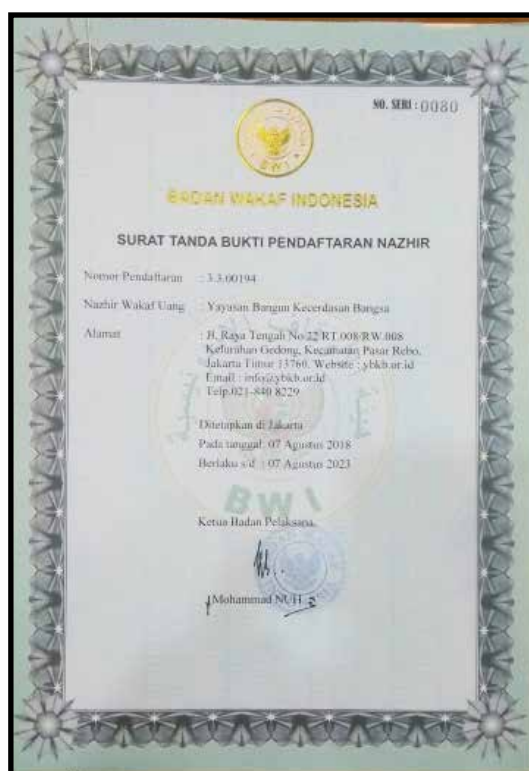 NO. SERI : 0080
BWI
BADAN WAKAF INDONESIA
SURAT TANDA BUKTI PENDAFTARAN NAZHIR
Nomor Pendaftaran : 3.3.00194
Nazhir Wakaf Uang : Yayasan Bangun Kecerdasan Bangsa
Alamat : Jl. Raya Tengah No 22 RT.008/RW.008
Kelurahan Gedong, Kecamatan Pasar Rebo,
Jakarta Timur 13760, Website : ybkb.or.id
Email : info@ybkb.or.id
Telp.021-840 8229
Ditetapkan di Jakarta
Pada tanggal: 07 Agustus 2018
Berlaku s/d : 07 Agustus 2023
BWI
Ketua Badan Pelaksana,
Mohammad NUH